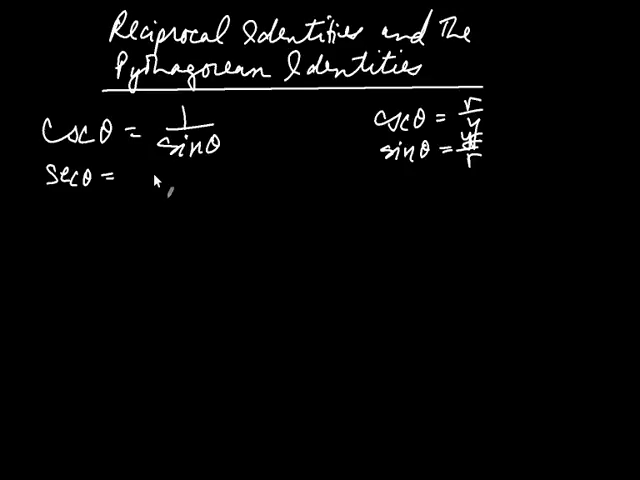 Reciprocal Identities and the
Pythagorean Identities
cscθ = 1/sinθ
secθ =
cscθ = r/y
sinθ = y/r